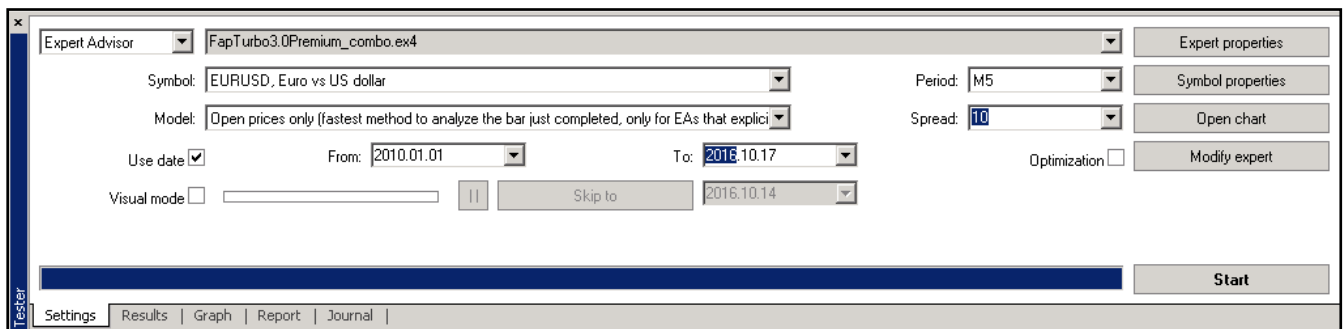 Expert Advisor FapTurbo3.0Premium_combo.ex4 Expert properties
Symbol: EURUSD, Euro vs US dollar Period: M5 Symbol properties
Model: Open prices only (fastest method to analyze the bar just completed, only for EAs that explici Spread: 10 Open chart
Use date From: 2010.01.01 To: 2016.10.17 Optimization Modify expert
Visual mode Skip to 2016.10.14
Start
Tester
Settings | Results | Graph | Report | Journal |